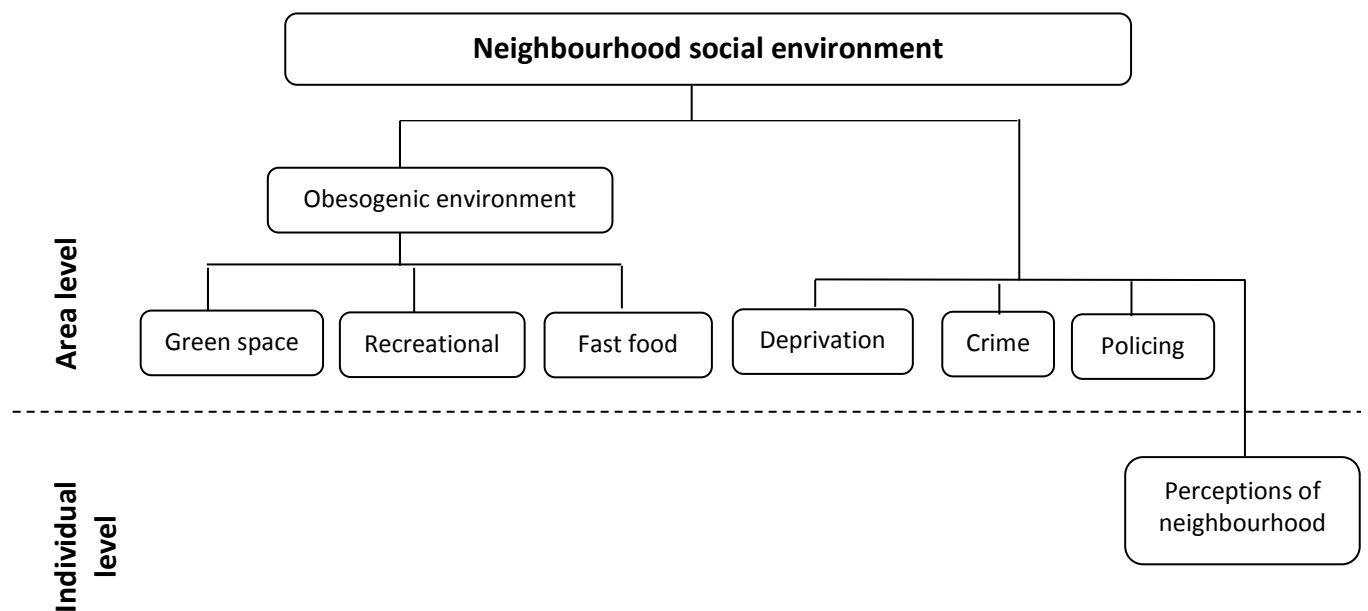 Neighbourhood social environment
Obesogenic environment
Area level
Green space
Recreational
Fast food
Deprivation
Crime
Policing
Individual
level
Perceptions of
neighbourhood